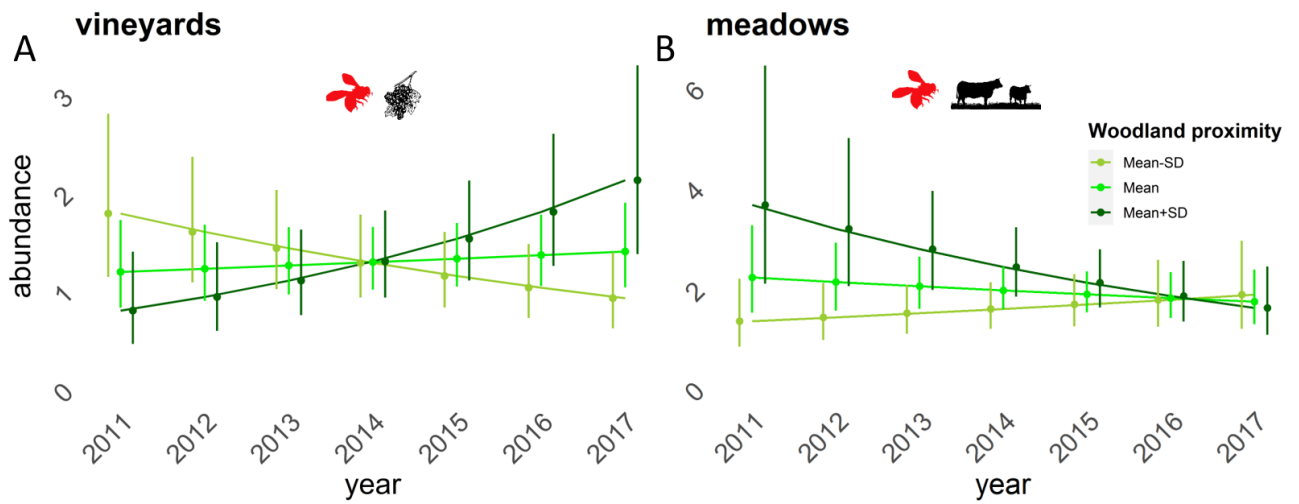 vineyards
A
abundance
3
2
1
0
2011 2012 2013 2014 2015 2016 2017
year
meadows
B
6
4
2
0
Woodland proximity
Mean-SD
Mean
Mean+SD
2011 2012 2013 2014 2015 2016 2017
year